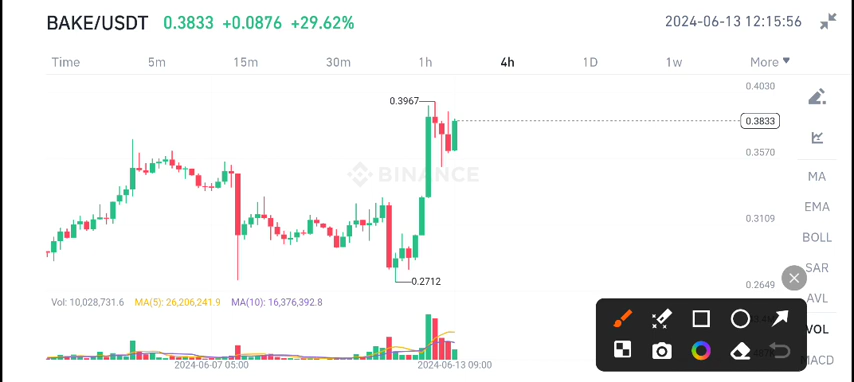 BAKE/USDT 0.3833 +0.0876 +29.62% 2024-06-13 12:15:56
Time 5m 15m 30m 1h 4h 1D 1w More
0.4030
0.3967
0.3833
0.3570
MA
BINANCE
EMA
0.3109
BOLL
SAR
0.2712
0.2649
AVL
Vol: 10,028,731.6 MA(5): 26,206,241.9 MA(10): 16,376,392.8
VOL
MACD
2024-06-07 05:00 2024-06-13 09:00